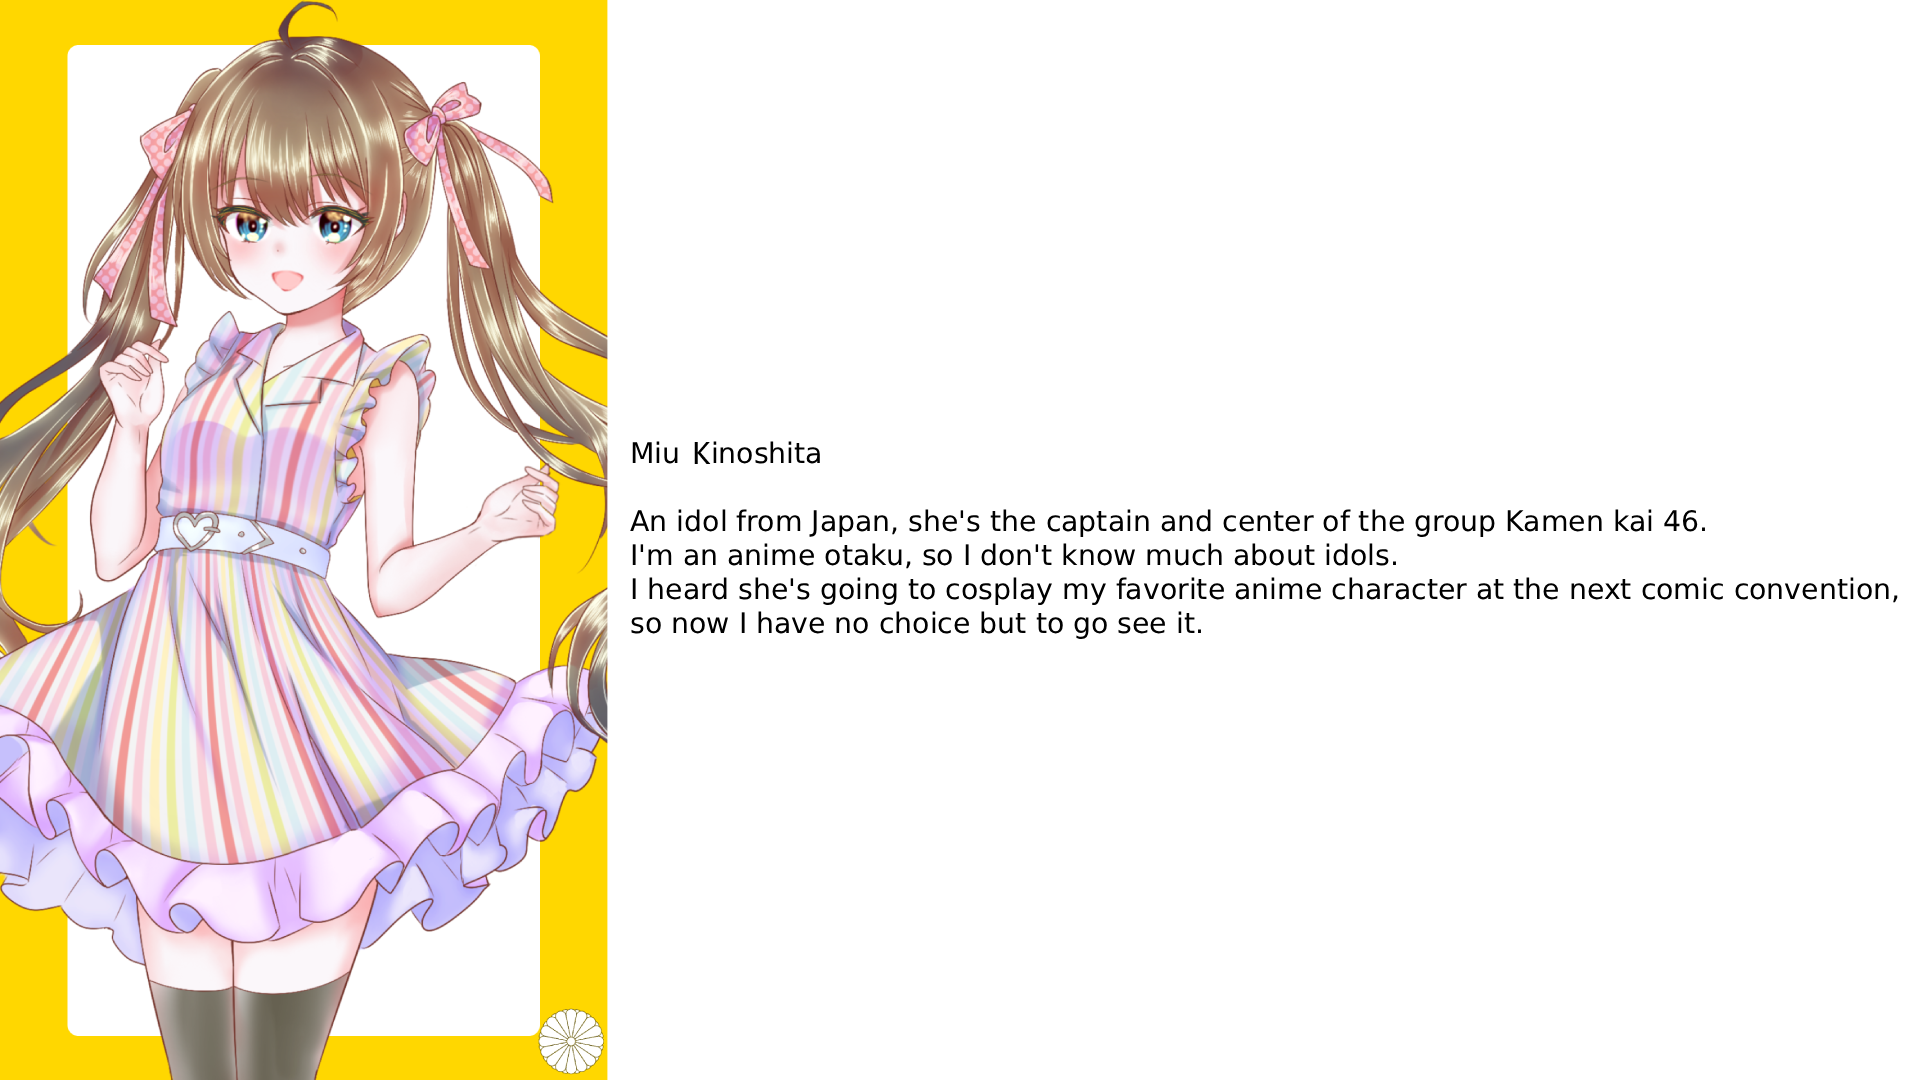 Miu Kinoshita
An idol from Japan, she's the captain and center of the group Kamen kai 46.
I'm an anime otaku, so I don't know much about idols.
I heard she's going to cosplay my favorite anime character at the next comic convention,
so now I have no choice but to go see it.